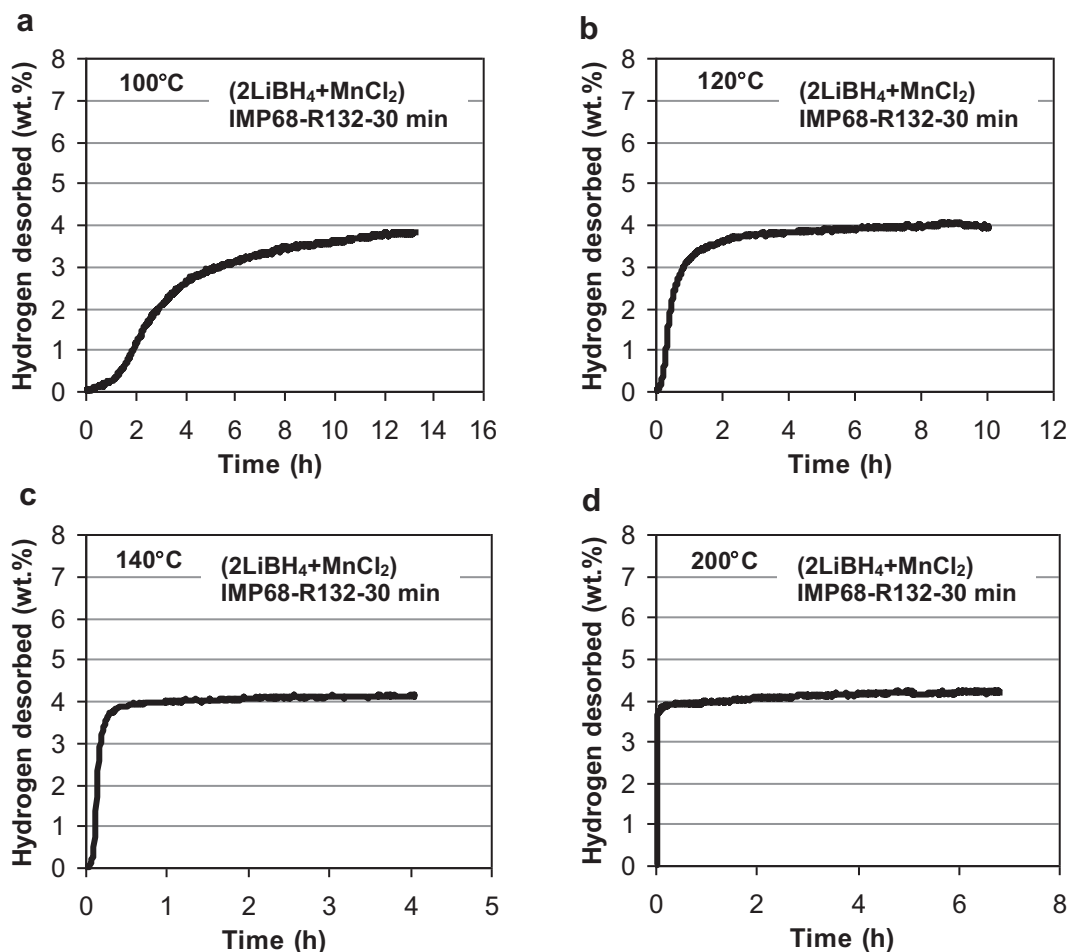 a
100°C
(2LiBH₄+MnCl₂)
IMP68-R132-30 min
Hydrogen desorbed (wt.%)
8
7
6
5
4
3
2
1
0
0 2 4 6 8 10 12 14 16
Time (h)
b
120°C
(2LiBH₄+MnCl₂)
IMP68-R132-30 min
Hydrogen desorbed (wt.%)
8
7
6
5
4
3
2
1
0
0 2 4 6 8 10 12
Time (h)
c
140°C
(2LiBH₄+MnCl₂)
IMP68-R132-30 min
Hydrogen desorbed (wt.%)
8
7
6
5
4
3
2
1
0
0 1 2 3 4 5
Time (h)
d
200°C
(2LiBH₄+MnCl₂)
IMP68-R132-30 min
Hydrogen desorbed (wt.%)
8
7
6
5
4
3
2
1
0
0 2 4 6 8
Time (h)